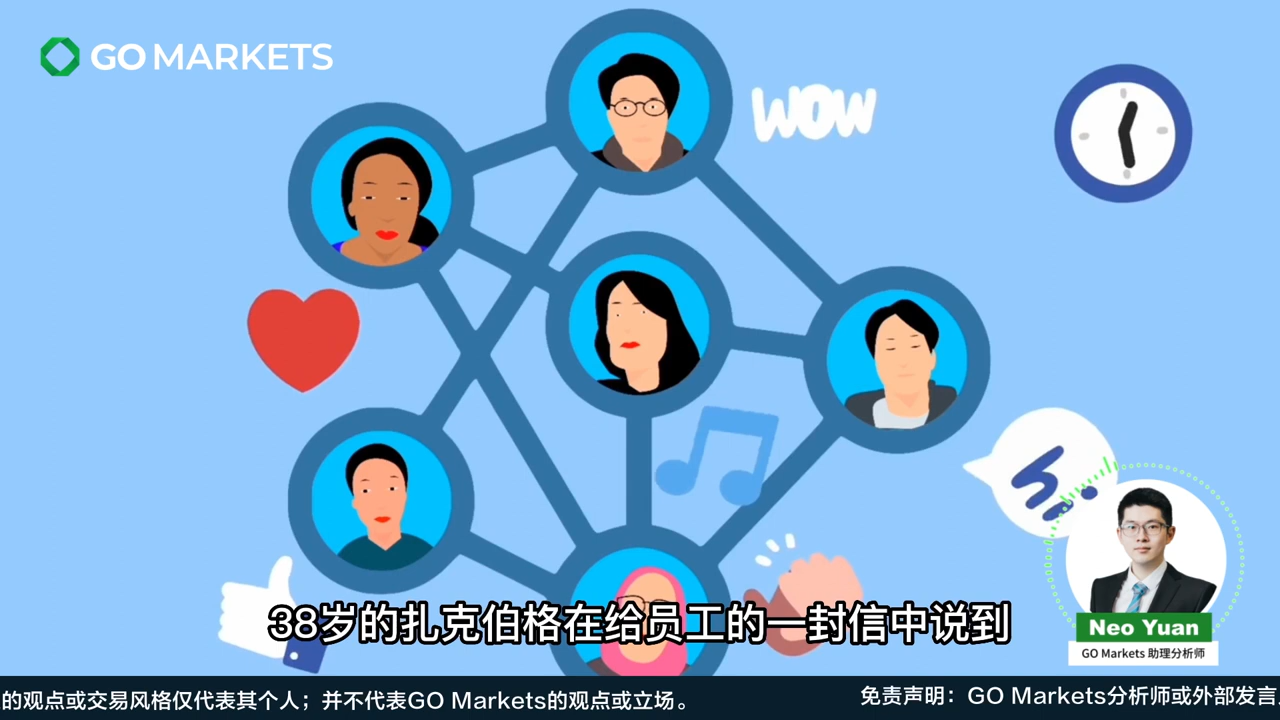 GO MARKETS
WOW
hi
38岁的扎克伯格在给员工的一封信中说到
Neo Yuan
GO Markets 助理分析师
的观点或交易风格仅代表其个人；并不代表GO Markets的观点或立场。
免责声明：GO Markets分析师或外部发言